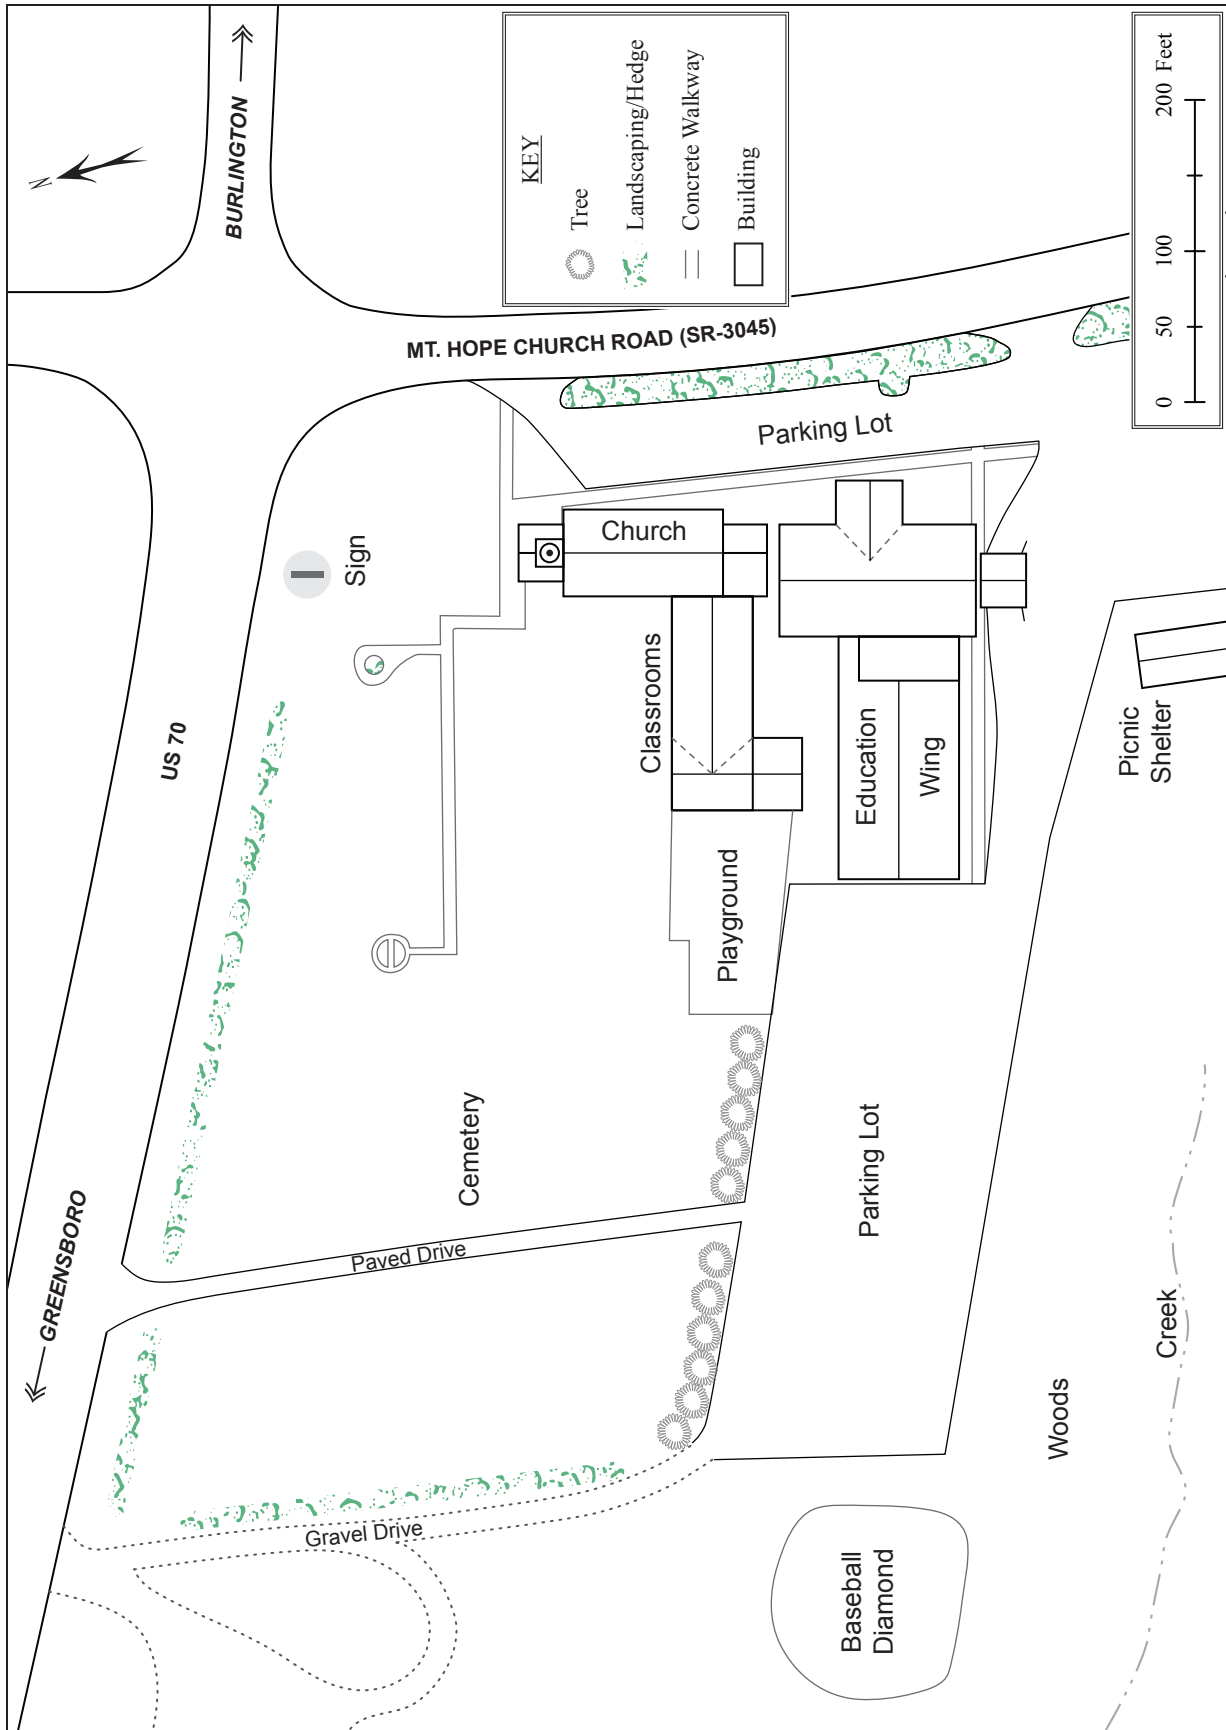 N
BURLINGTON
GREENSBORO
US 70
MT. HOPE CHURCH ROAD (SR-3045)
KEY
Tree
Landscaping/Hedge
Concrete Walkway
Building
Sign
Parking Lot
Church
Classrooms
Education
Wing
Playground
Picnic
Shelter
Cemetery
Paved Drive
Parking Lot
Gravel Drive
Woods
Creek
Baseball
Diamond
0 50 100 200 Feet